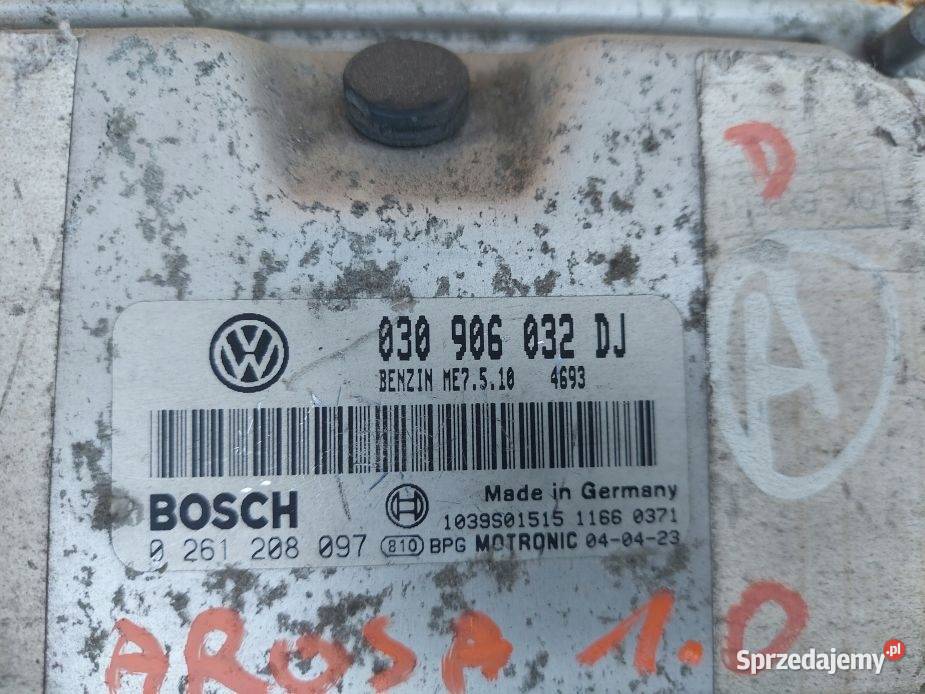 D
A
VW
030 906 032 DJ
BENZIN ME7.5.10 4693
BOSCH
Made in Germany
1039S01515 1166 0371
0 261 208 097 810 BPG MOTRONIC 04-04-23
AROSA 1.0
Sprzedajemy.pl